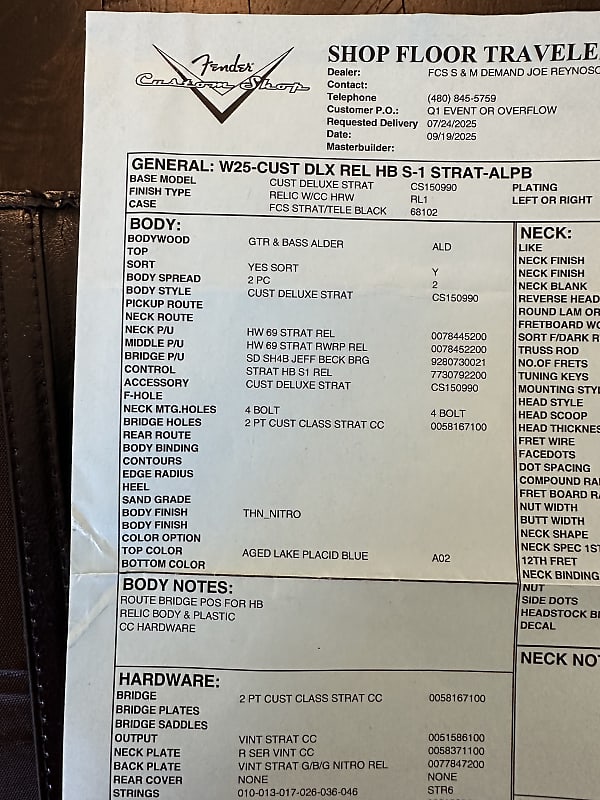 Fender
Custom Shop
SHOP FLOOR TRAVELE
Dealer: FCS S & M DEMAND JOE REYNOSO
Contact:
Telephone (480) 845-5759
Customer P.O.: Q1 EVENT OR OVERFLOW
Requested Delivery 07/24/2025
Date: 09/19/2025
Masterbuilder:
GENERAL: W25-CUST DLX REL HB S-1 STRAT-ALPB
BASE MODEL CUST DELUXE STRAT CS150990 PLATING
FINISH TYPE RELIC W/CC HRW RL1 LEFT OR RIGHT
CASE FCS STRAT/TELE BLACK 68102
BODY:
BODYWOOD GTR & BASS ALDER ALD
TOP
SORT YES SORT Y
BODY SPREAD 2 PC 2
BODY STYLE CUST DELUXE STRAT CS150990
PICKUP ROUTE
NECK ROUTE
NECK P/U HW 69 STRAT REL 0078445200
MIDDLE P/U HW 69 STRAT RWRP REL 0078452200
BRIDGE P/U SD SH4B JEFF BECK BRG 9280730021
CONTROL STRAT HB S1 REL 7730792200
ACCESSORY CUST DELUXE STRAT CS150990
F-HOLE
NECK MTG.HOLES 4 BOLT 4 BOLT
BRIDGE HOLES 2 PT CUST CLASS STRAT CC 0058167100
REAR ROUTE
BODY BINDING
CONTOURS
EDGE RADIUS
HEEL
SAND GRADE
BODY FINISH THN_NITRO
BODY FINISH
COLOR OPTION
TOP COLOR AGED LAKE PLACID BLUE A02
BOTTOM COLOR
BODY NOTES:
ROUTE BRIDGE POS FOR HB
RELIC BODY & PLASTIC
CC HARDWARE
HARDWARE:
BRIDGE 2 PT CUST CLASS STRAT CC 0058167100
BRIDGE PLATES
BRIDGE SADDLES
OUTPUT VINT STRAT CC 0051586100
NECK PLATE R SER VINT CC 0058371100
BACK PLATE VINT STRAT G/B/G NITRO REL 0077847200
REAR COVER NONE NONE
STRINGS 010-013-017-026-036-046 STR6
NECK:
LIKE
NECK FINISH
NECK FINISH
NECK BLANK
REVERSE HEAD
ROUND LAM OR
FRETBOARD WO
SORT F/DARK R
TRUSS ROD
NO.OF FRETS
TUNING KEYS
MOUNTING STY
HEAD STYLE
HEAD SCOOP
HEAD THICKNES
FRET WIRE
FACEDOTS
DOT SPACING
COMPOUND RA
FRET BOARD RA
NUT WIDTH
BUTT WIDTH
NECK SHAPE
NECK SPEC 1ST
12TH FRET
NECK BINDING
NUT
SIDE DOTS
HEADSTOCK BI
DECAL
NECK NO